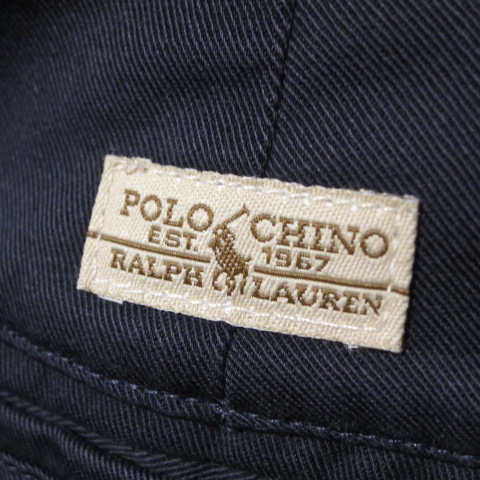 POLO CHINO
EST. 1967
RALPH LAUREN